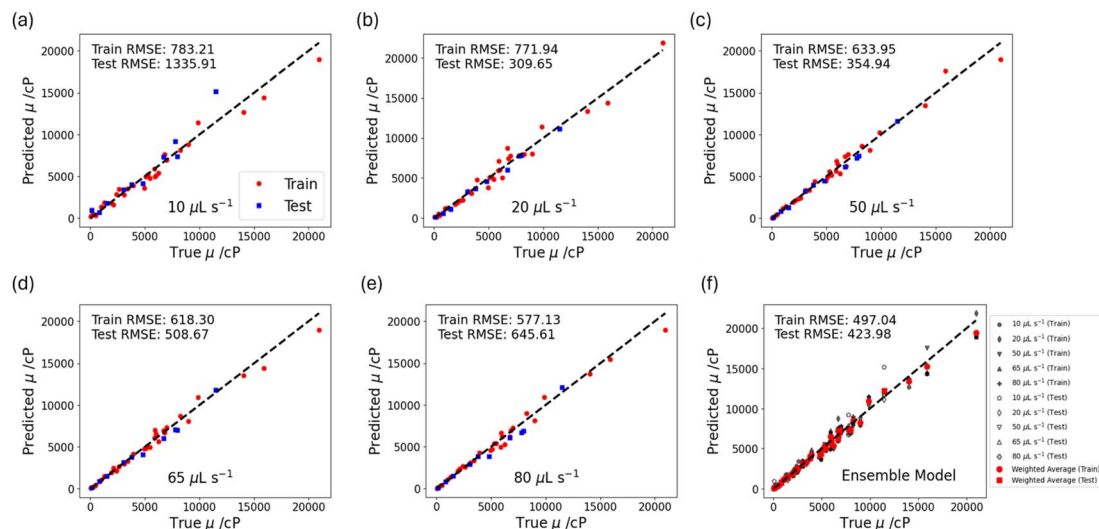 (a)
Train RMSE: 783.21
Test RMSE: 1335.91
Predicted μ /cP
20000
15000
10000
5000
0
Train
Test
10 μL s⁻¹
0 5000 10000 15000 20000
True μ /cP
(b)
Train RMSE: 771.94
Test RMSE: 309.65
Predicted μ /cP
20000
15000
10000
5000
0
20 μL s⁻¹
0 5000 10000 15000 20000
True μ /cP
(c)
Train RMSE: 633.95
Test RMSE: 354.94
Predicted μ /cP
20000
15000
10000
5000
0
50 μL s⁻¹
0 5000 10000 15000 20000
True μ /cP
(d)
Train RMSE: 618.30
Test RMSE: 508.67
Predicted μ /cP
20000
15000
10000
5000
0
65 μL s⁻¹
0 5000 10000 15000 20000
True μ /cP
(e)
Train RMSE: 577.13
Test RMSE: 645.61
Predicted μ /cP
20000
15000
10000
5000
0
80 μL s⁻¹
0 5000 10000 15000 20000
True μ /cP
(f)
Train RMSE: 497.04
Test RMSE: 423.98
Predicted μ /cP
20000
15000
10000
5000
0
Ensemble Model
0 5000 10000 15000 20000
True μ /cP
10 μL s⁻¹ (Train)
20 μL s⁻¹ (Train)
50 μL s⁻¹ (Train)
65 μL s⁻¹ (Train)
80 μL s⁻¹ (Train)
10 μL s⁻¹ (Test)
20 μL s⁻¹ (Test)
50 μL s⁻¹ (Test)
65 μL s⁻¹ (Test)
80 μL s⁻¹ (Test)
Weighted Average (Train)
Weighted Average (Test)